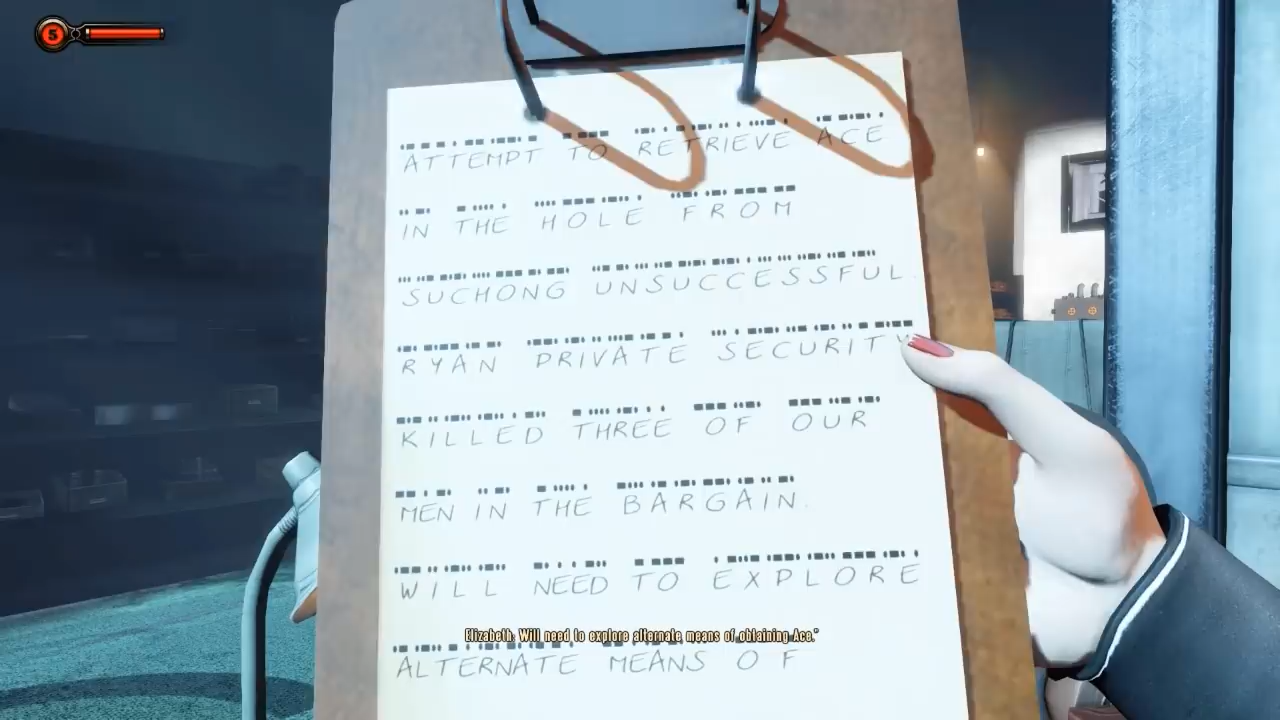 5
ATTEMPT TO RETRIEVE ACE
IN THE HOLE FROM
SUCHONG UNSUCCESSFUL.
RYAN PRIVATE SECURITY
KILLED THREE OF OUR
MEN IN THE BARGAIN.
WILL NEED TO EXPLORE
Elizabeth: Will need to explore alternate means of obtaining Ace."
ALTERNATE MEANS OF